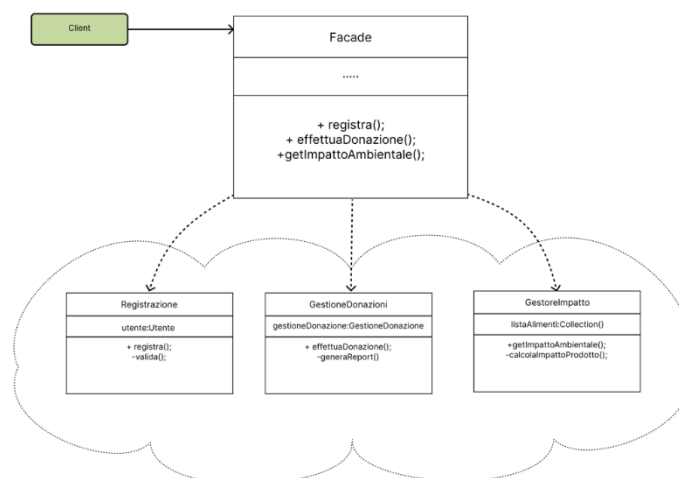 Client
Facade
.....
+ registra();
+ effettuaDonazione();
+getImpattoAmbientale();
Registrazione
utente:Utente
+ registra();
-valida();
GestioneDonazioni
gestioneDonazione:GestioneDonazione
+ effettuaDonazione();
-generaReport()
GestoreImpatto
listaAlimenti:Collection()
+getImpattoAmbientale();
-calcolaImpattoProdotto();